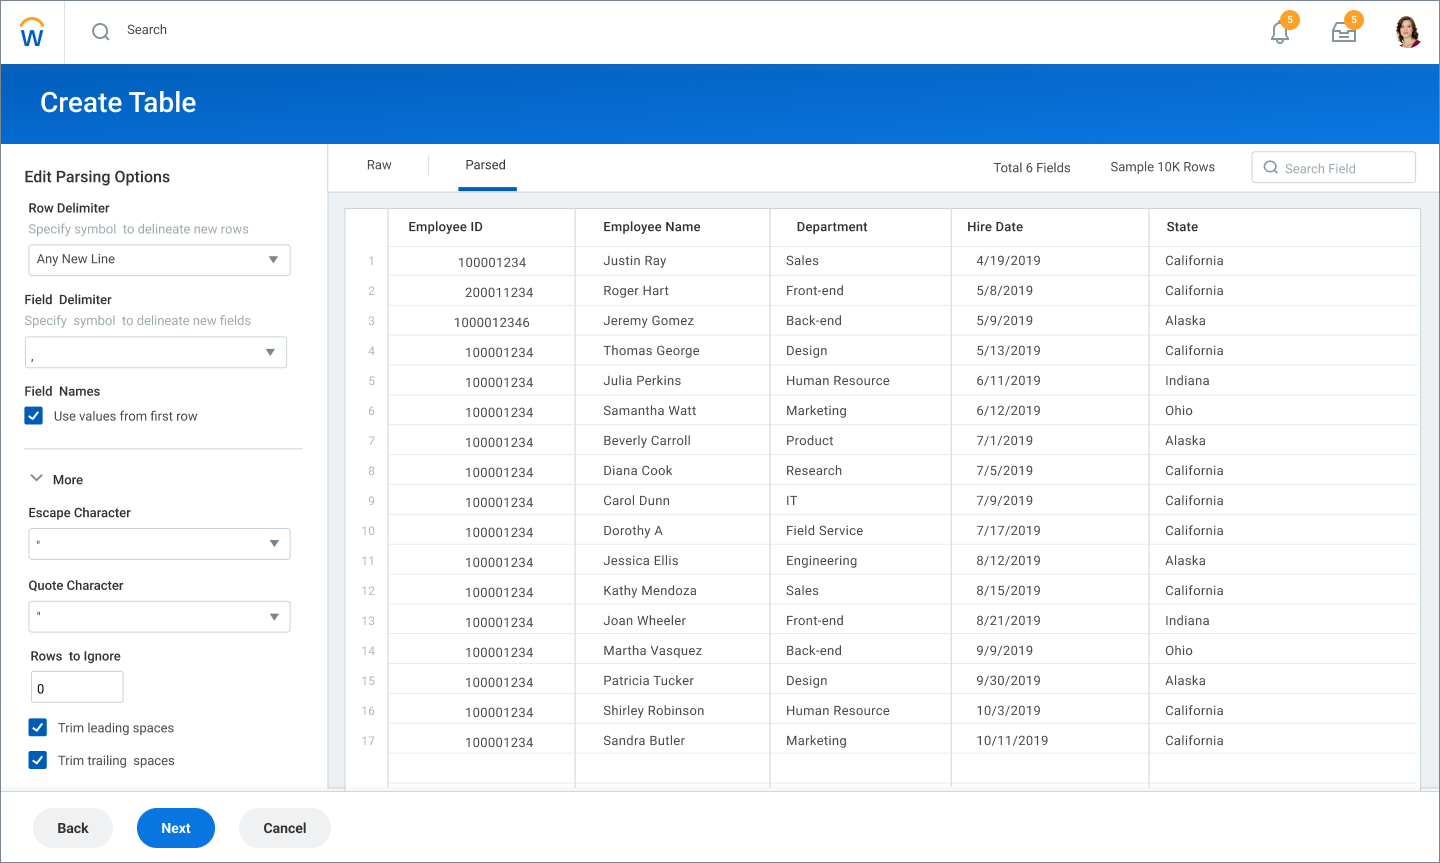 W
Search
5
5
Create Table
Edit Parsing Options
Row Delimiter
Specify symbol to delineate new rows
Any New Line
Field Delimiter
Specify symbol to delineate new fields
,
Field Names
Use values from first row
More
Escape Character
"
Quote Character
"
Rows to Ignore
0
Trim leading spaces
Trim trailing spaces
Raw
Parsed
Total 6 Fields
Sample 10K Rows
Search Field
Employee ID Employee Name Department Hire Date State
1 100001234 Justin Ray Sales 4/19/2019 California
2 200011234 Roger Hart Front-end 5/8/2019 California
3 1000012346 Jeremy Gomez Back-end 5/9/2019 Alaska
4 100001234 Thomas George Design 5/13/2019 California
5 100001234 Julia Perkins Human Resource 6/11/2019 Indiana
6 100001234 Samantha Watt Marketing 6/12/2019 Ohio
7 100001234 Beverly Carroll Product 7/1/2019 Alaska
8 100001234 Diana Cook Research 7/5/2019 California
9 100001234 Carol Dunn IT 7/9/2019 California
10 100001234 Dorothy A Field Service 7/17/2019 California
11 100001234 Jessica Ellis Engineering 8/12/2019 Alaska
12 100001234 Kathy Mendoza Sales 8/15/2019 California
13 100001234 Joan Wheeler Front-end 8/21/2019 Indiana
14 100001234 Martha Vasquez Back-end 9/9/2019 Ohio
15 100001234 Patricia Tucker Design 9/30/2019 Alaska
16 100001234 Shirley Robinson Human Resource 10/3/2019 California
17 100001234 Sandra Butler Marketing 10/11/2019 California
Back
Next
Cancel